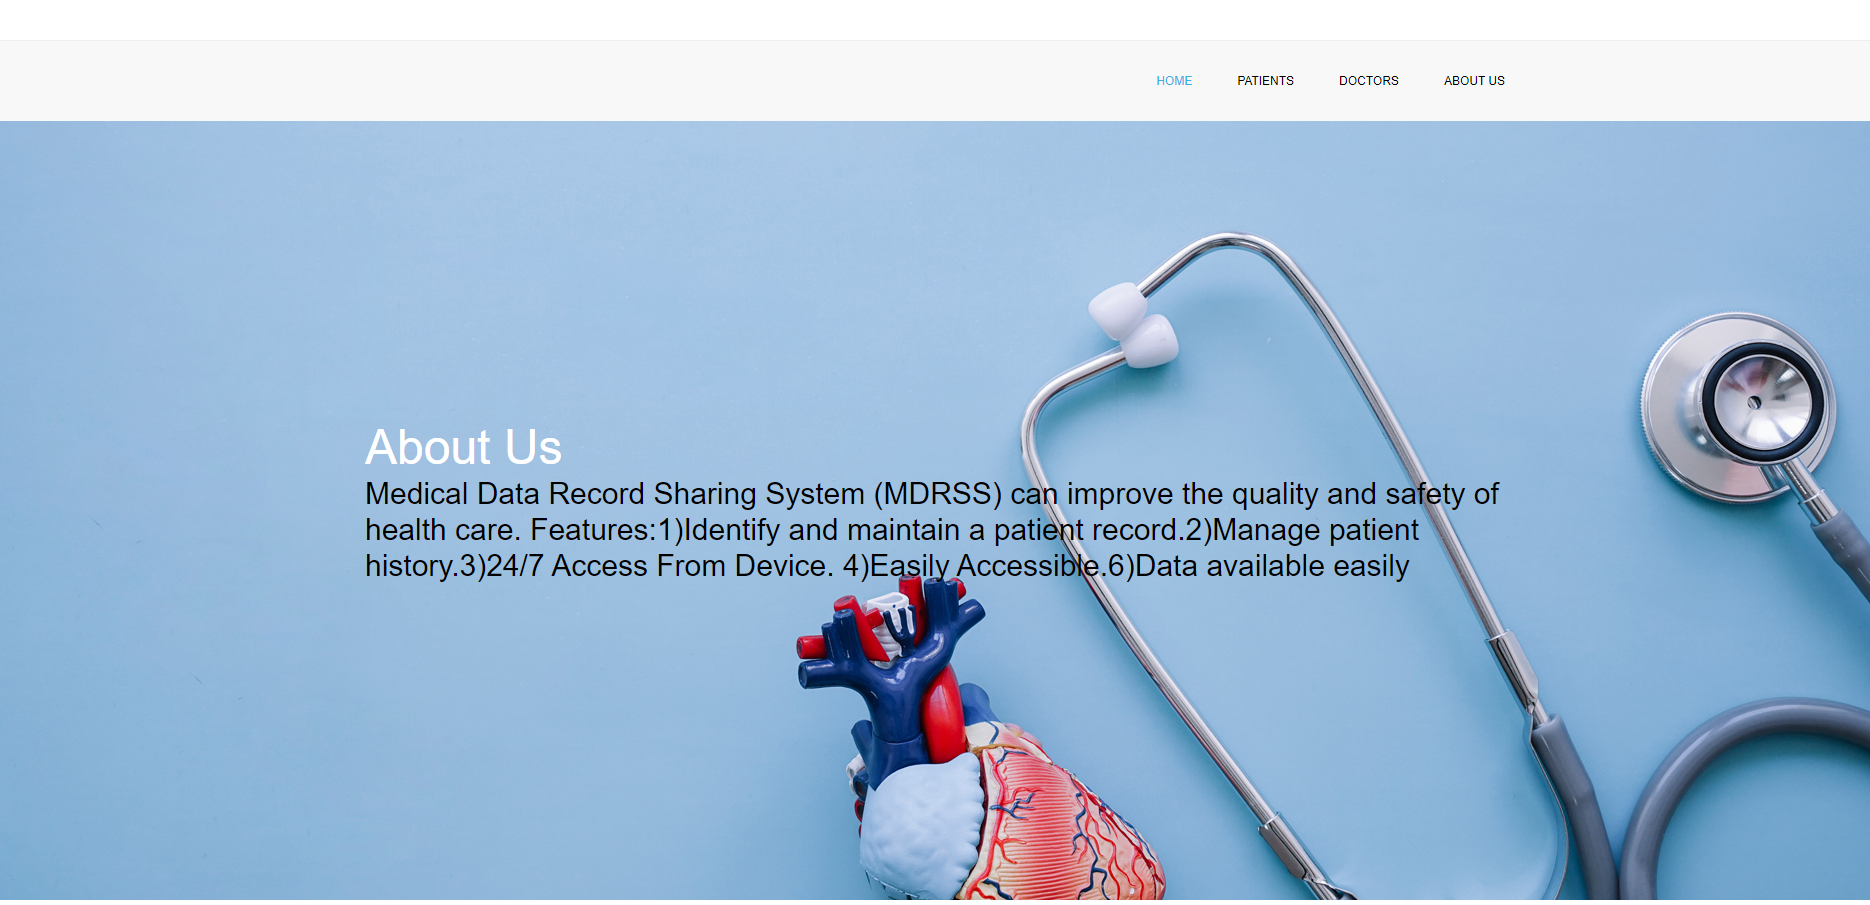 HOME PATIENTS DOCTORS ABOUT US
About Us
Medical Data Record Sharing System (MDRSS) can improve the quality and safety of
health care. Features:1)Identify and maintain a patient record.2)Manage patient
history.3)24/7 Access From Device. 4)Easily Accessible.6)Data available easily